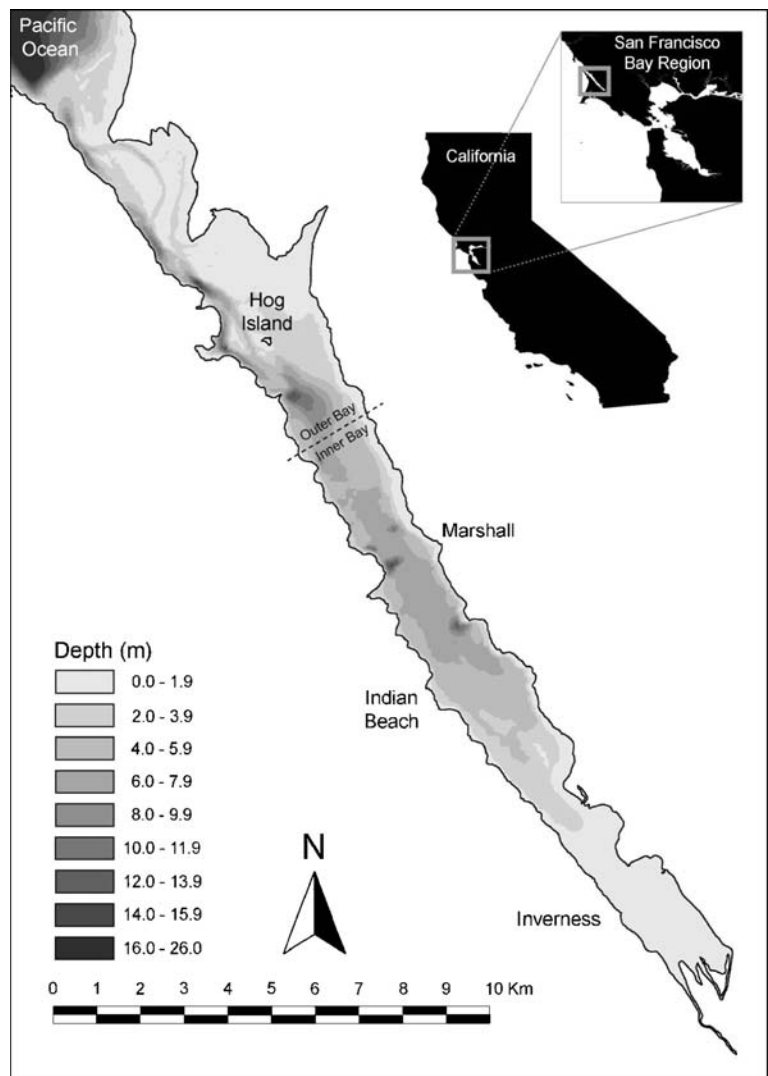 Pacific
Ocean
San Francisco
Bay Region
California
Hog
Island
Outer Bay
Inner Bay
Marshall
Indian
Beach
Inverness
Depth (m)
0.0 - 1.9
2.0 - 3.9
4.0 - 5.9
6.0 - 7.9
8.0 - 9.9
10.0 - 11.9
12.0 - 13.9
14.0 - 15.9
16.0 - 26.0
N
0 1 2 3 4 5 6 7 8 9 10 Km